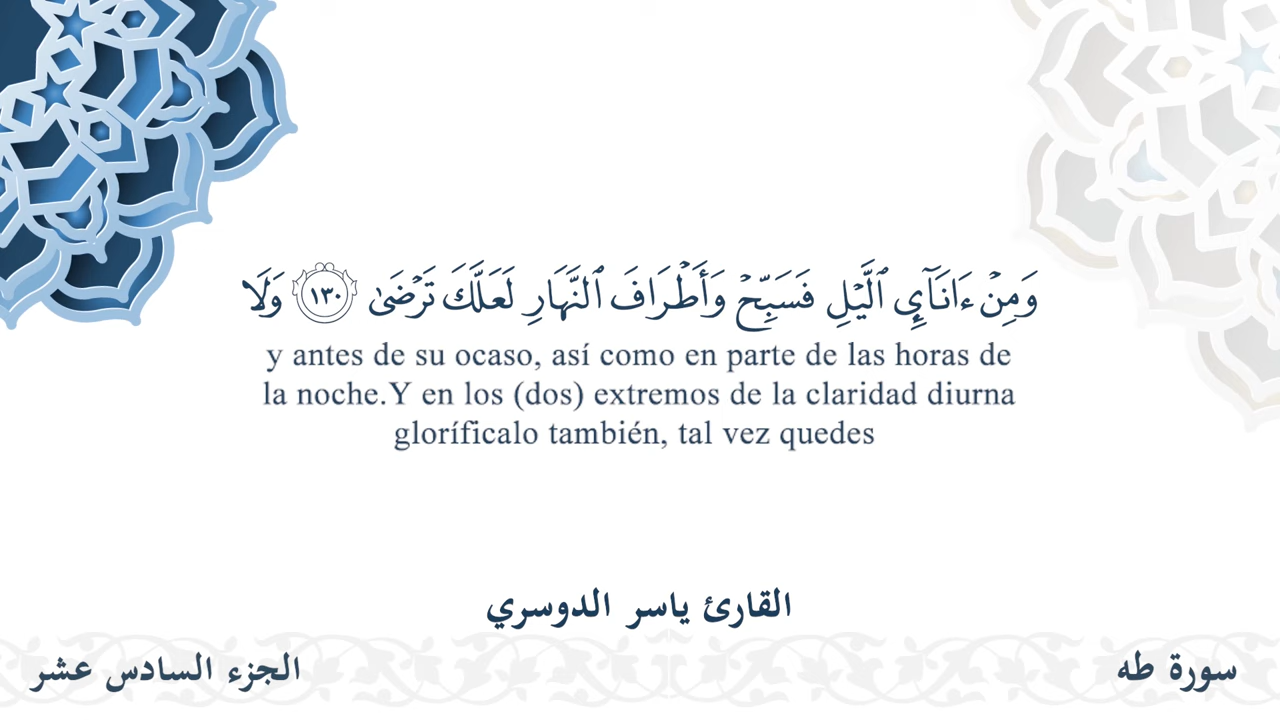 وَمِنْ ءَانَآئِ ٱلَّيْلِ فَسَبِّحْ وَأَطْرَافَ ٱلنَّهَارِ لَعَلَّكَ تَرْضَىٰ ١٣٠ وَلَا
y antes de su ocaso, así como en parte de las horas de
la noche.Y en los (dos) extremos de la claridad diurna
gloríficalo también, tal vez quedes
القارئ ياسر الدوسري
سورة طه
الجزء السادس عشر